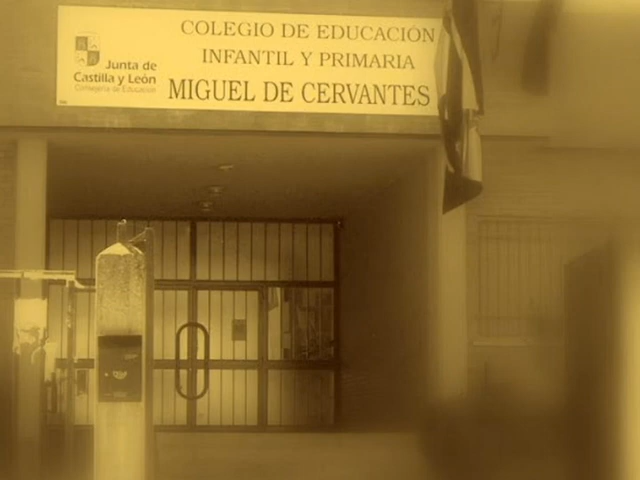 COLEGIO DE EDUCACIÓN
INFANTIL Y PRIMARIA
MIGUEL DE CERVANTES
Junta de
Castilla y León
Consejería de Educación